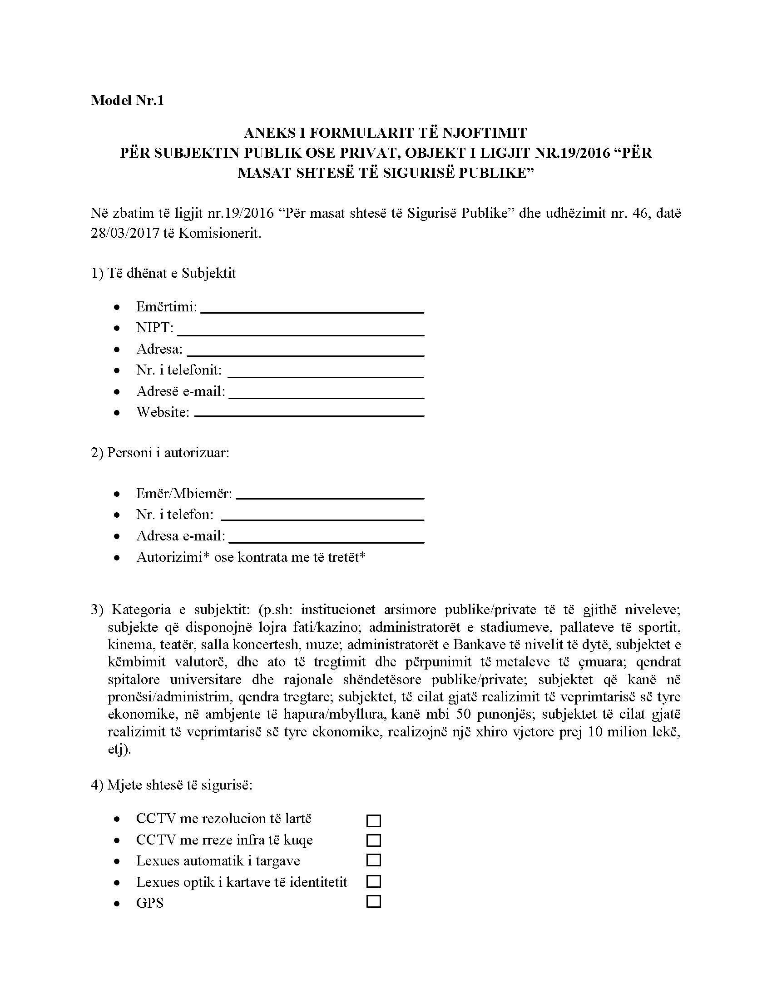 Model Nr.1
ANEKS I FORMULARIT TË NJOFTIMIT
PËR SUBJEKTIN PUBLIK OSE PRIVAT, OBJEKT I LIGJIT NR.19/2016 “PËR
MASAT SHTESË TË SIGURISË PUBLIKE”
Në zbatim të ligjit nr.19/2016 “Për masat shtesë të Sigurisë Publike” dhe udhëzimit nr. 46, datë
28/03/2017 të Komisionerit.
1) Të dhënat e Subjektit
• Emërtimi:
• NIPT:
• Adresa:
• Nr. i telefonit:
• Adresë e-mail:
• Website:
2) Personi i autorizuar:
• Emër/Mbiemër:
• Nr. i telefon:
• Adresa e-mail:
• Autorizimi* ose kontrata me të tretët*
3) Kategoria e subjektit: (p.sh: institucionet arsimore publike/private të të gjithë niveleve;
subjekte që disponojnë lojra fati/kazino; administratorët e stadiumeve, pallateve të sportit,
kinema, teatër, salla koncertesh, muze; administratorët e Bankave të nivelit të dytë, subjektet e
këmbimit valutorë, dhe ato të tregtimit dhe përpunimit të metaleve të çmuara; qendrat
spitalore universitare dhe rajonale shëndetësore publike/private; subjektet që kanë në
pronësi/administrim, qendra tregtare; subjektet, të cilat gjatë realizimit të veprimtarisë së tyre
ekonomike, në ambjente të hapura/mbyllura, kanë mbi 50 punonjës; subjektet të cilat gjatë
realizimit të veprimtarisë së tyre ekonomike, realizojnë një xhiro vjetore prej 10 milion lekë,
etj).
4) Mjete shtesë të sigurisë:
• CCTV me rezolucion të lartë
• CCTV me rreze infra të kuqe
• Lexues automatik i targave
• Lexues optik i kartave të identitetit
• GPS